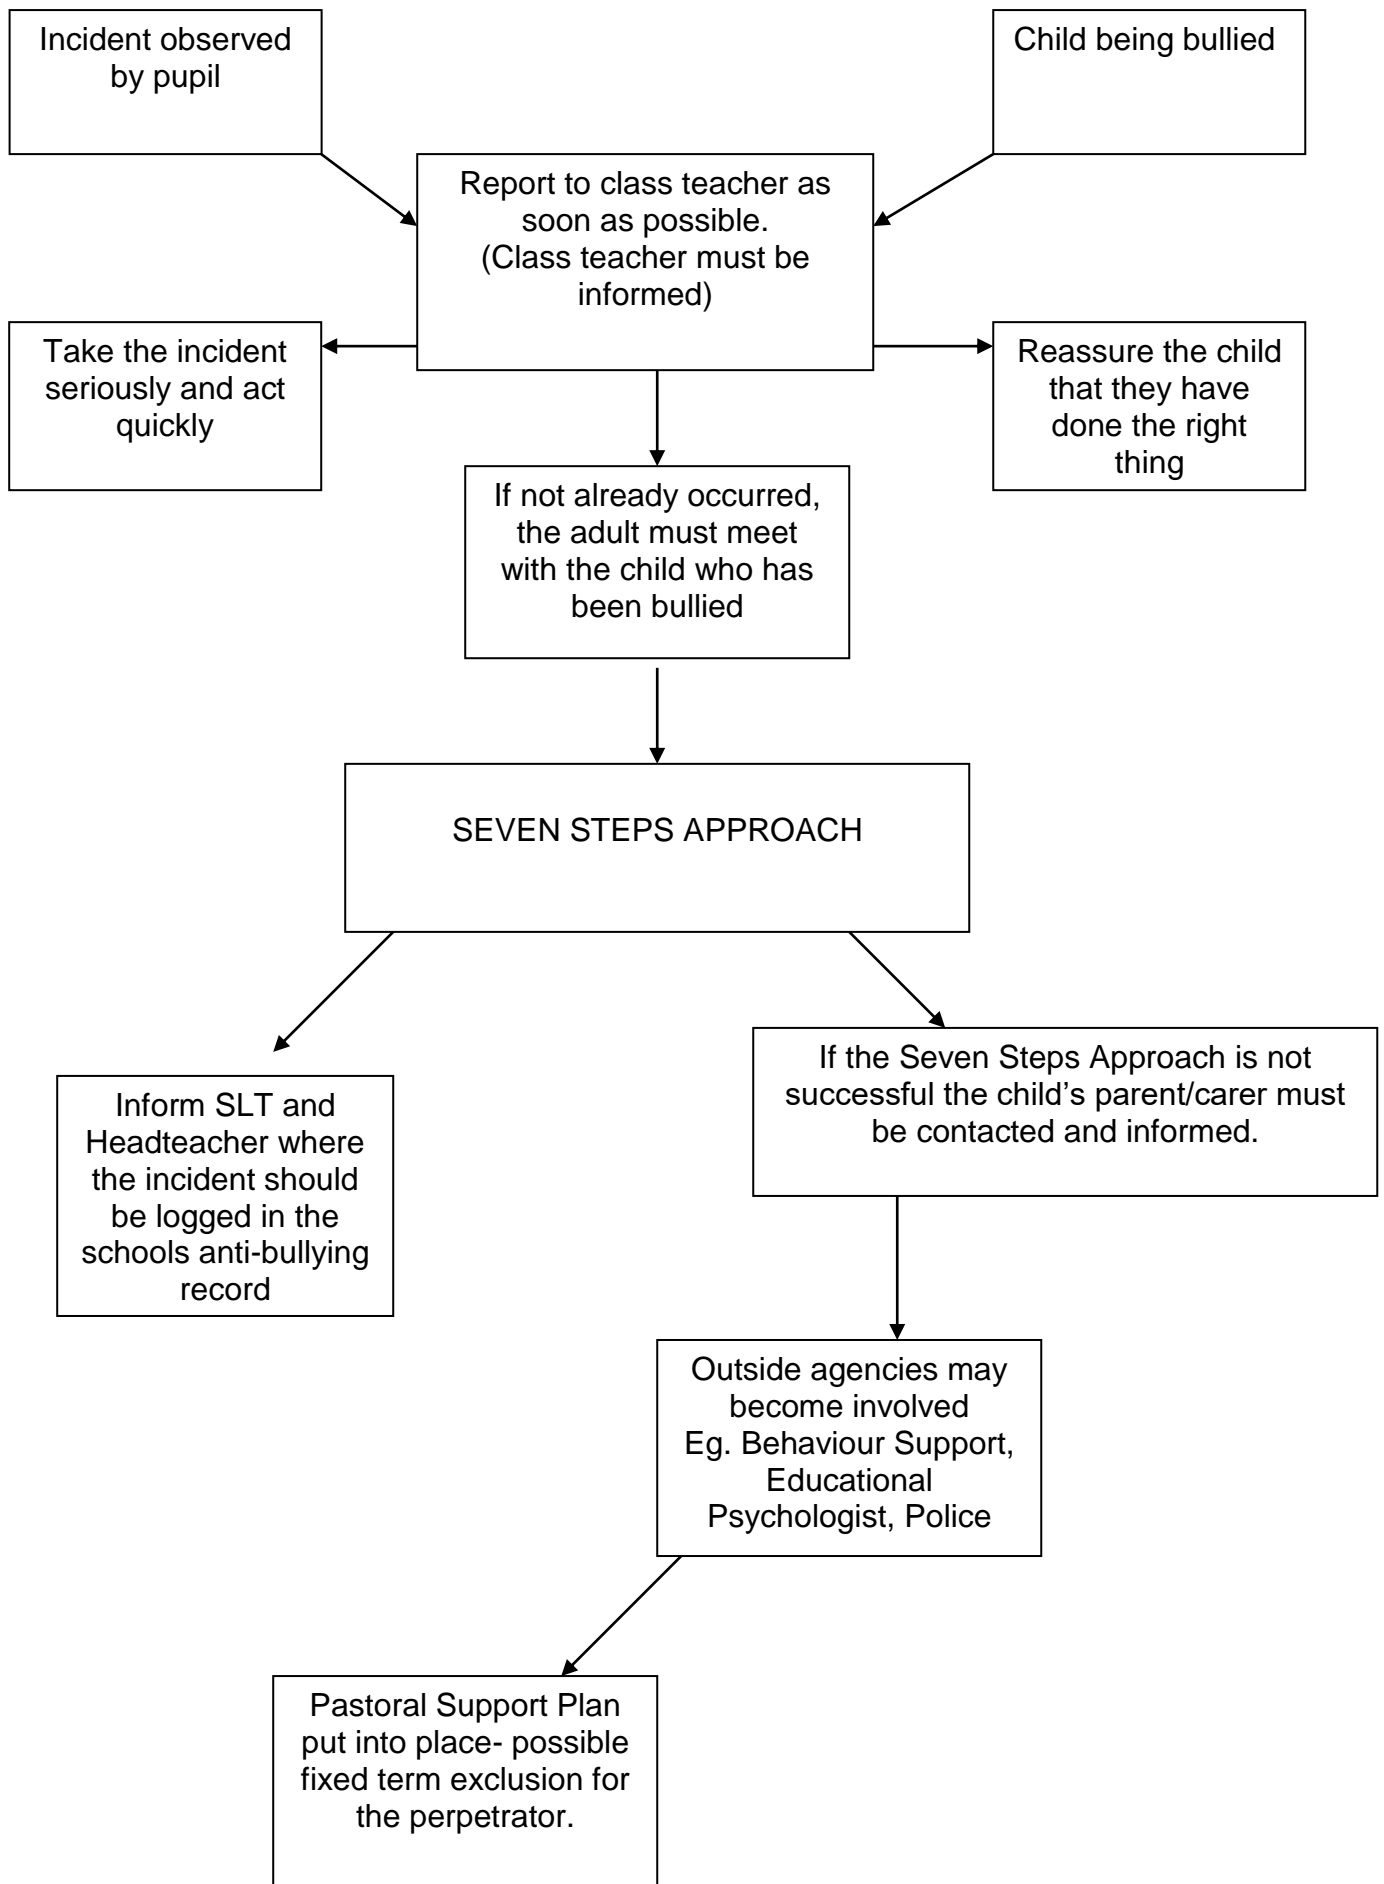 Incident observed
by pupil
Child being bullied
Report to class teacher as
soon as possible.
(Class teacher must be
informed)
Take the incident
seriously and act
quickly
Reassure the child
that they have
done the right
thing
If not already occurred,
the adult must meet
with the child who has
been bullied
SEVEN STEPS APPROACH
Inform SLT and
Headteacher where
the incident should
be logged in the
schools anti-bullying
record
If the Seven Steps Approach is not
successful the child’s parent/carer must
be contacted and informed.
Outside agencies may
become involved
Eg. Behaviour Support,
Educational
Psychologist, Police
Pastoral Support Plan
put into place- possible
fixed term exclusion for
the perpetrator.